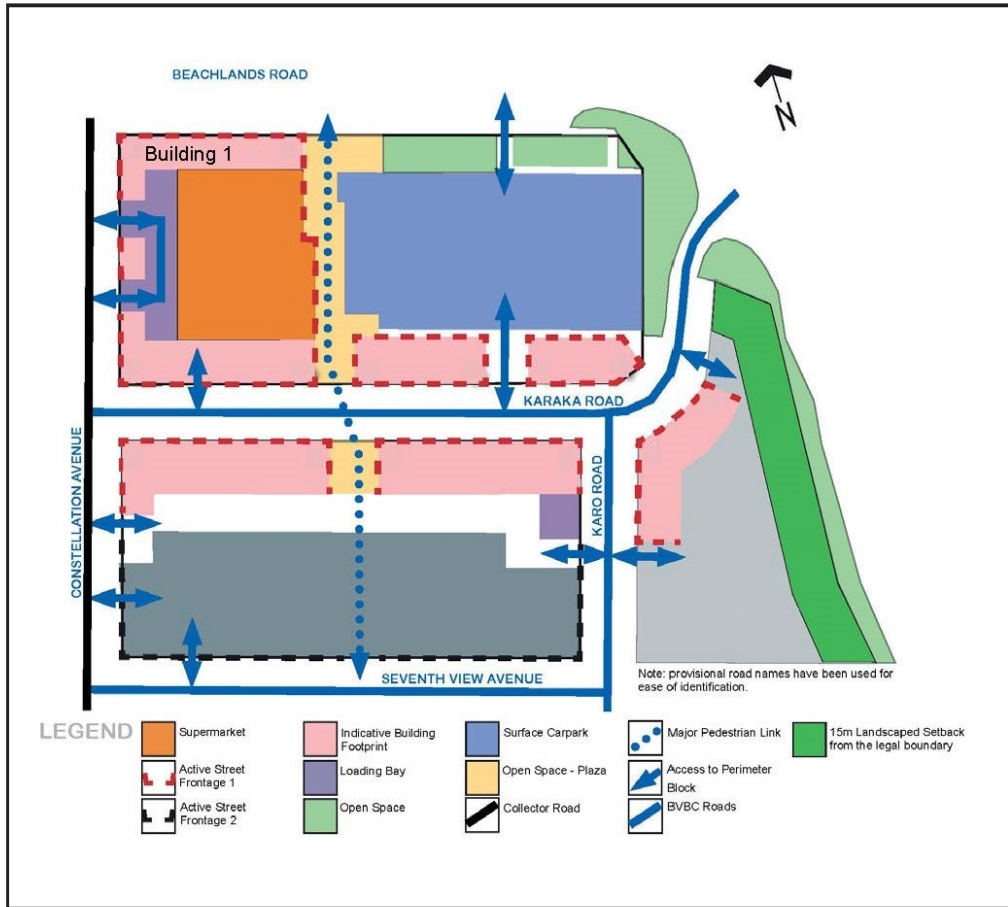 BEACHLANDS ROAD
N
Building 1
KARAKA ROAD
CONSTELLATION AVENUE
KARO ROAD
SEVENTH VIEW AVENUE
Note: provisional road names have been used for
ease of identification.
LEGEND
Supermarket
Active Street
Frontage 1
Active Street
Frontage 2
Indicative Building
Footprint
Loading Bay
Open Space
Surface Carpark
Open Space - Plaza
Collector Road
Major Pedestrian Link
Access to Perimeter
Block
BVBC Roads
15m Landscaped Setback
from the legal boundary